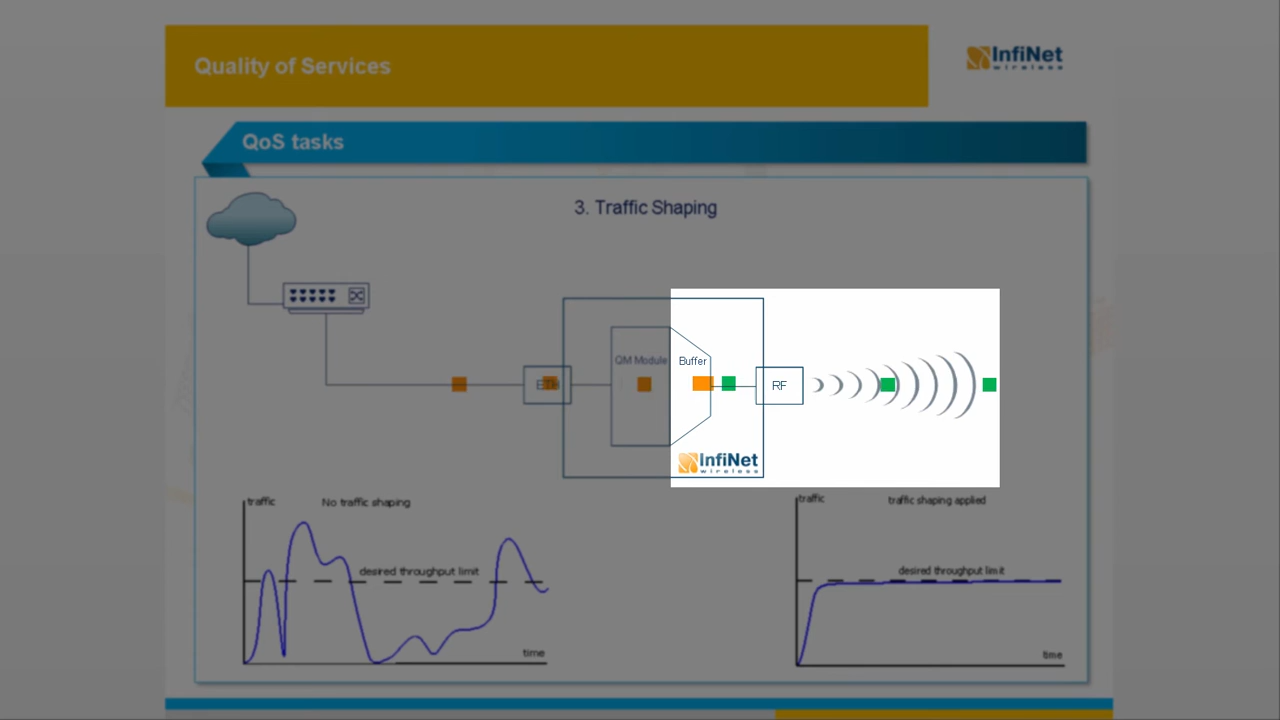 Quality of Services
InfiNet
wireless
QoS tasks
3. Traffic Shaping
QM Module
Buffer
ETH
RF
InfiNet
wireless
traffic
No traffic shaping
desired throughput limit
time
traffic
traffic shaping applied
desired throughput limit
time